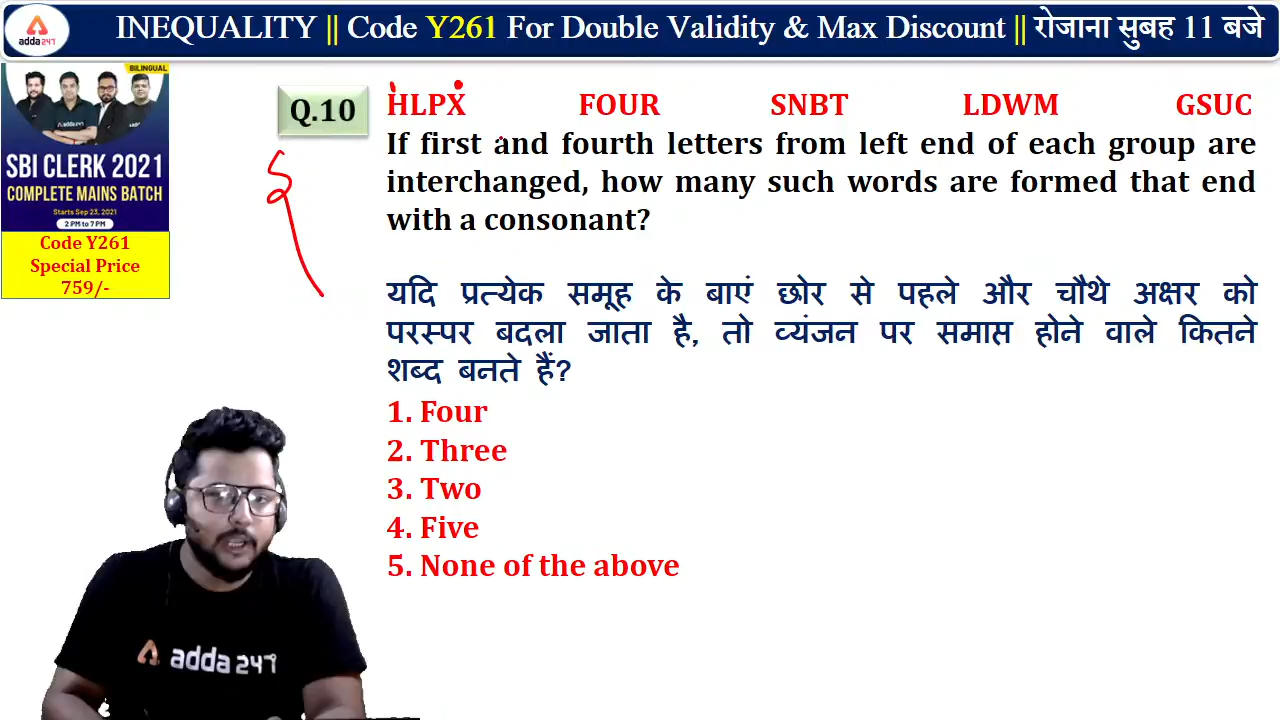 INEQUALITY || Code Y261 For Double Validity & Max Discount || रोजाना सुबह 11 बजे
adda247
BILINGUAL
adda247
SBI CLERK 2021
COMPLETE MAINS BATCH
Starts Sep 23, 2021
2 PM to 7 PM
Code Y261
Special Price
759/-
Q.10
HLPX FOUR SNBT LDWM GSUC
If first and fourth letters from left end of each group are
interchanged, how many such words are formed that end
with a consonant?
यदि प्रत्येक समूह के बाएं छोर से पहले और चौथे अक्षर को
परस्पर बदला जाता है, तो व्यंजन पर समाप्त होने वाले कितने
शब्द बनते हैं?
1. Four
2. Three
3. Two
4. Five
5. None of the above
adda247